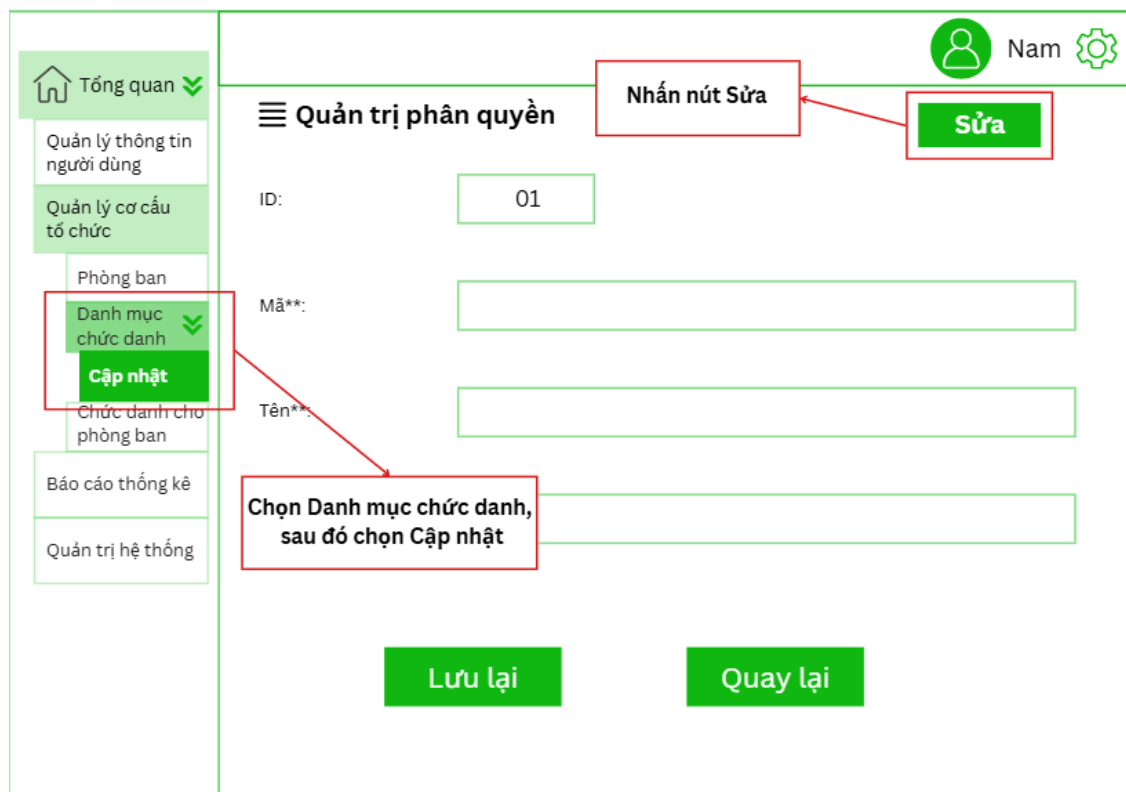 Nam
Tổng quan
Nhấn nút Sửa
Quản trị phân quyền
Sửa
Quản lý thông tin
người dùng
ID:
01
Quản lý cơ cấu
tổ chức
Phòng ban
Mã**:
Danh mục
chức danh
Cập nhật
Chức danh cho
phòng ban
Tên**:
Báo cáo thống kê
Chọn Danh mục chức danh,
sau đó chọn Cập nhật
Quản trị hệ thống
Lưu lại
Quay lại